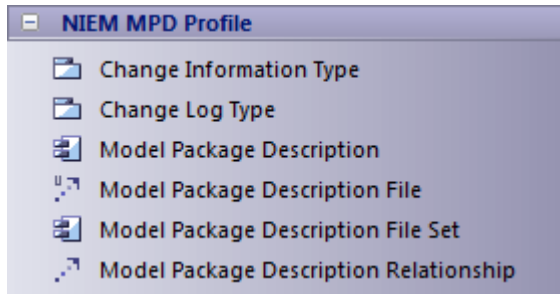 NIEM MPD Profile
Change Information Type
Change Log Type
Model Package Description
Model Package Description File
Model Package Description File Set
Model Package Description Relationship